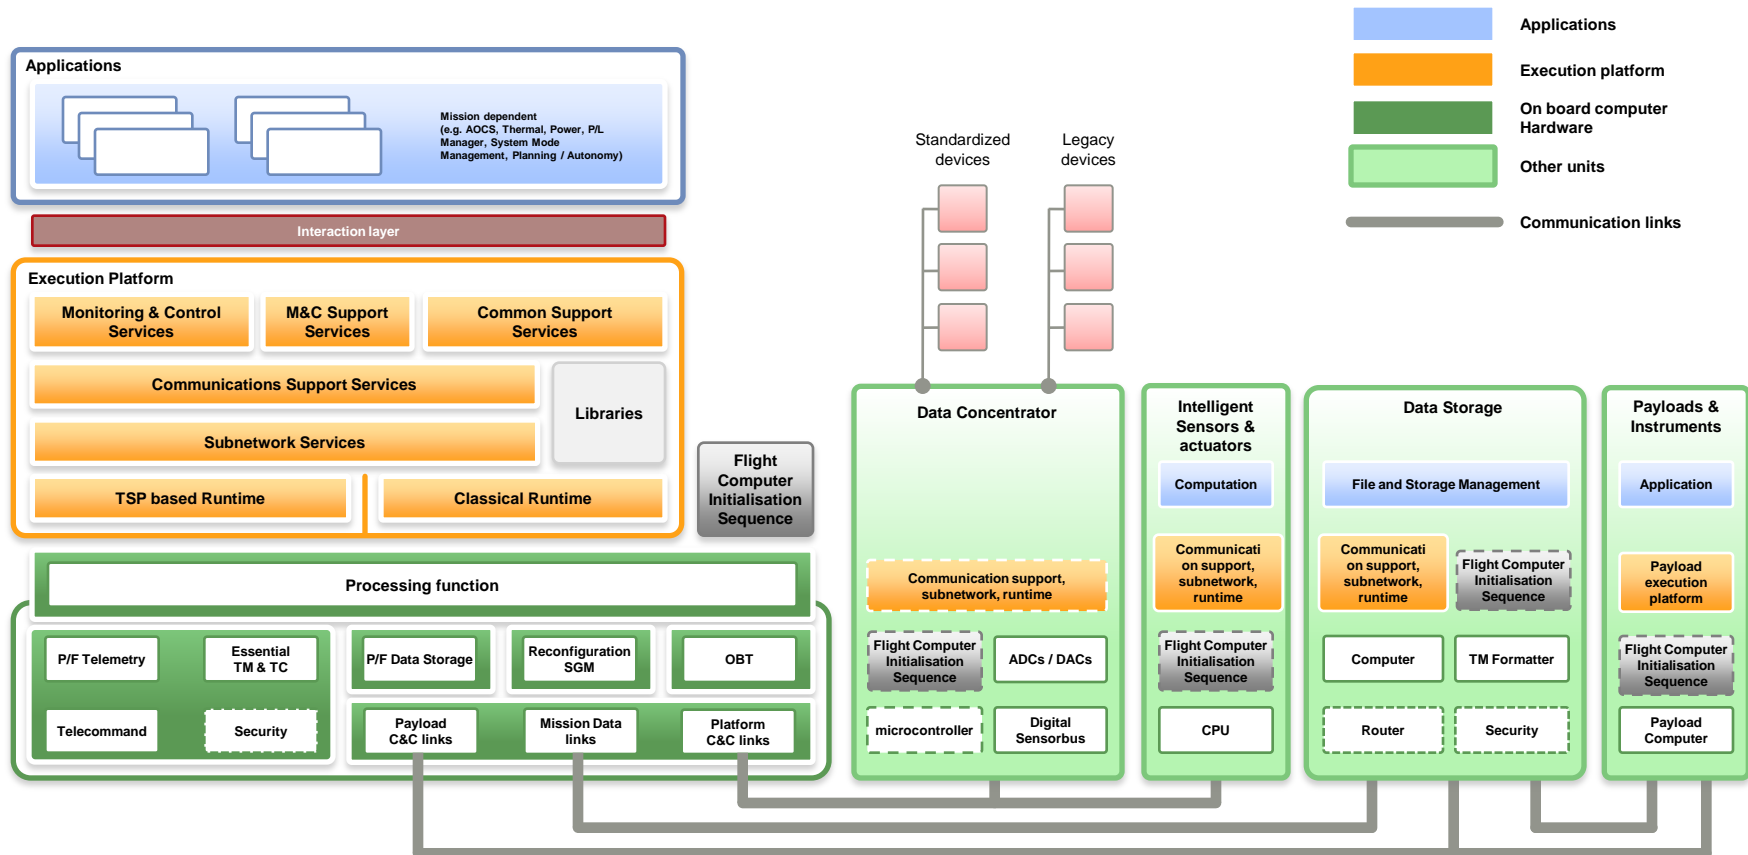 Applications
Execution platform
On board computer
Hardware
Other units
Communication links
Applications
Mission dependent
(e.g. AOCS, Thermal, Power, P/L
Manager, System Mode
Management, Planning / Autonomy)
Interaction layer
Execution Platform
Monitoring & Control
Services
M&C Support
Services
Common Support
Services
Communications Support Services
Libraries
Subnetwork Services
TSP based Runtime
Classical Runtime
Flight
Computer
Initialisation
Sequence
Processing function
P/F Telemetry
Essential
TM & TC
P/F Data Storage
Reconfiguration
SGM
OBT
Telecommand
Security
Payload
C&C links
Mission Data
links
Platform
C&C links
Standardized
devices
Legacy
devices
Data Concentrator
Communication support,
subnetwork, runtime
Flight Computer
Initialisation
Sequence
ADCs / DACs
microcontroller
Digital
Sensorbus
Intelligent
Sensors &
actuators
Computation
Communicati
on support,
subnetwork,
runtime
Flight Computer
Initialisation
Sequence
CPU
Data Storage
File and Storage Management
Communicati
on support,
subnetwork,
runtime
Flight Computer
Initialisation
Sequence
Computer
TM Formatter
Router
Security
Payloads &
Instruments
Application
Payload
execution
platform
Flight Computer
Initialisation
Sequence
Payload
Computer